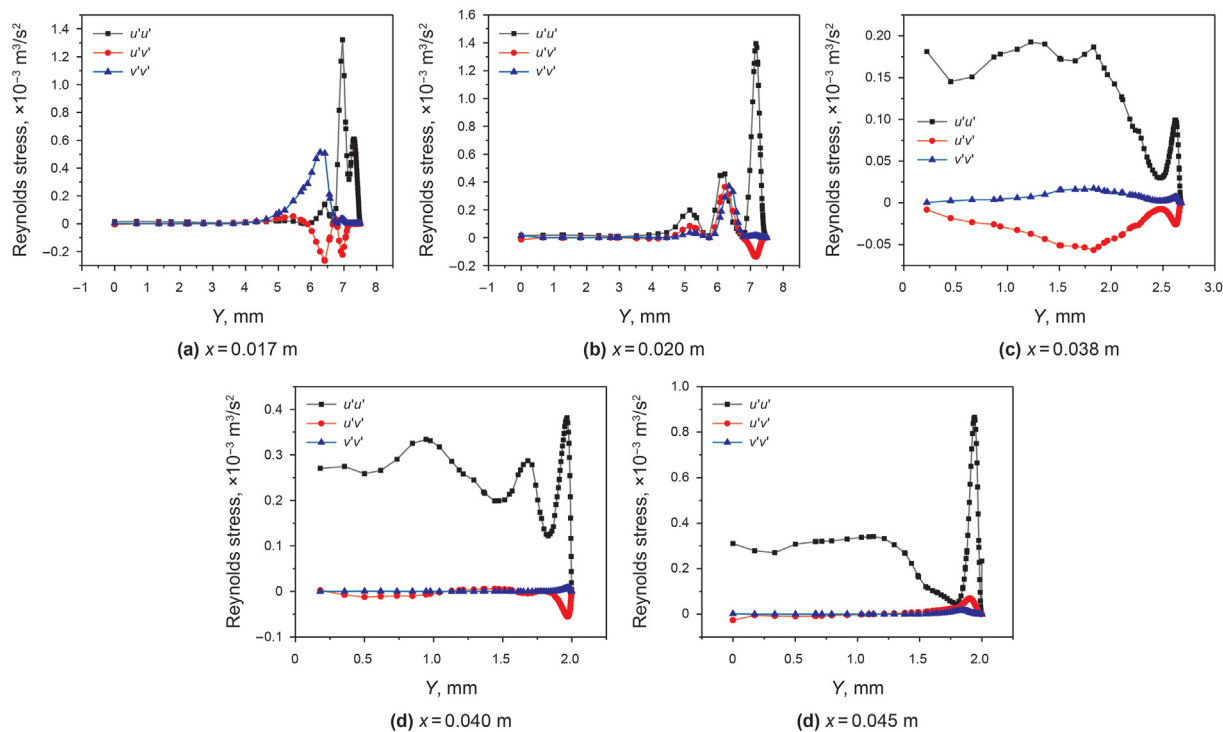 Reynolds stress, ×10⁻³ m³/s²
1.4
1.2
1.0
0.8
0.6
0.4
0.2
0
−0.2
u'u'
u'v'
v'v'
−1 0 1 2 3 4 5 6 7 8
Y, mm
(a) x = 0.017 m
Reynolds stress, ×10⁻³ m³/s²
1.6
1.4
1.2
1.0
0.8
0.6
0.4
0.2
0
−0.2
u'u'
u'v'
v'v'
−1 0 1 2 3 4 5 6 7 8
Y, mm
(b) x = 0.020 m
Reynolds stress, ×10⁻³ m³/s²
0.20
0.15
0.10
0.05
0
−0.05
u'u'
u'v'
v'v'
0 0.5 1.0 1.5 2.0 2.5 3.0
Y, mm
(c) x = 0.038 m
Reynolds stress, ×10⁻³ m³/s²
0.4
0.3
0.2
0.1
0
−0.1
u'u'
u'v'
v'v'
0 0.5 1.0 1.5 2.0
Y, mm
(d) x = 0.040 m
Reynolds stress, ×10⁻³ m³/s²
1.0
0.8
0.6
0.4
0.2
0
u'u'
u'v'
v'v'
0 0.5 1.0 1.5 2.0
Y, mm
(d) x = 0.045 m